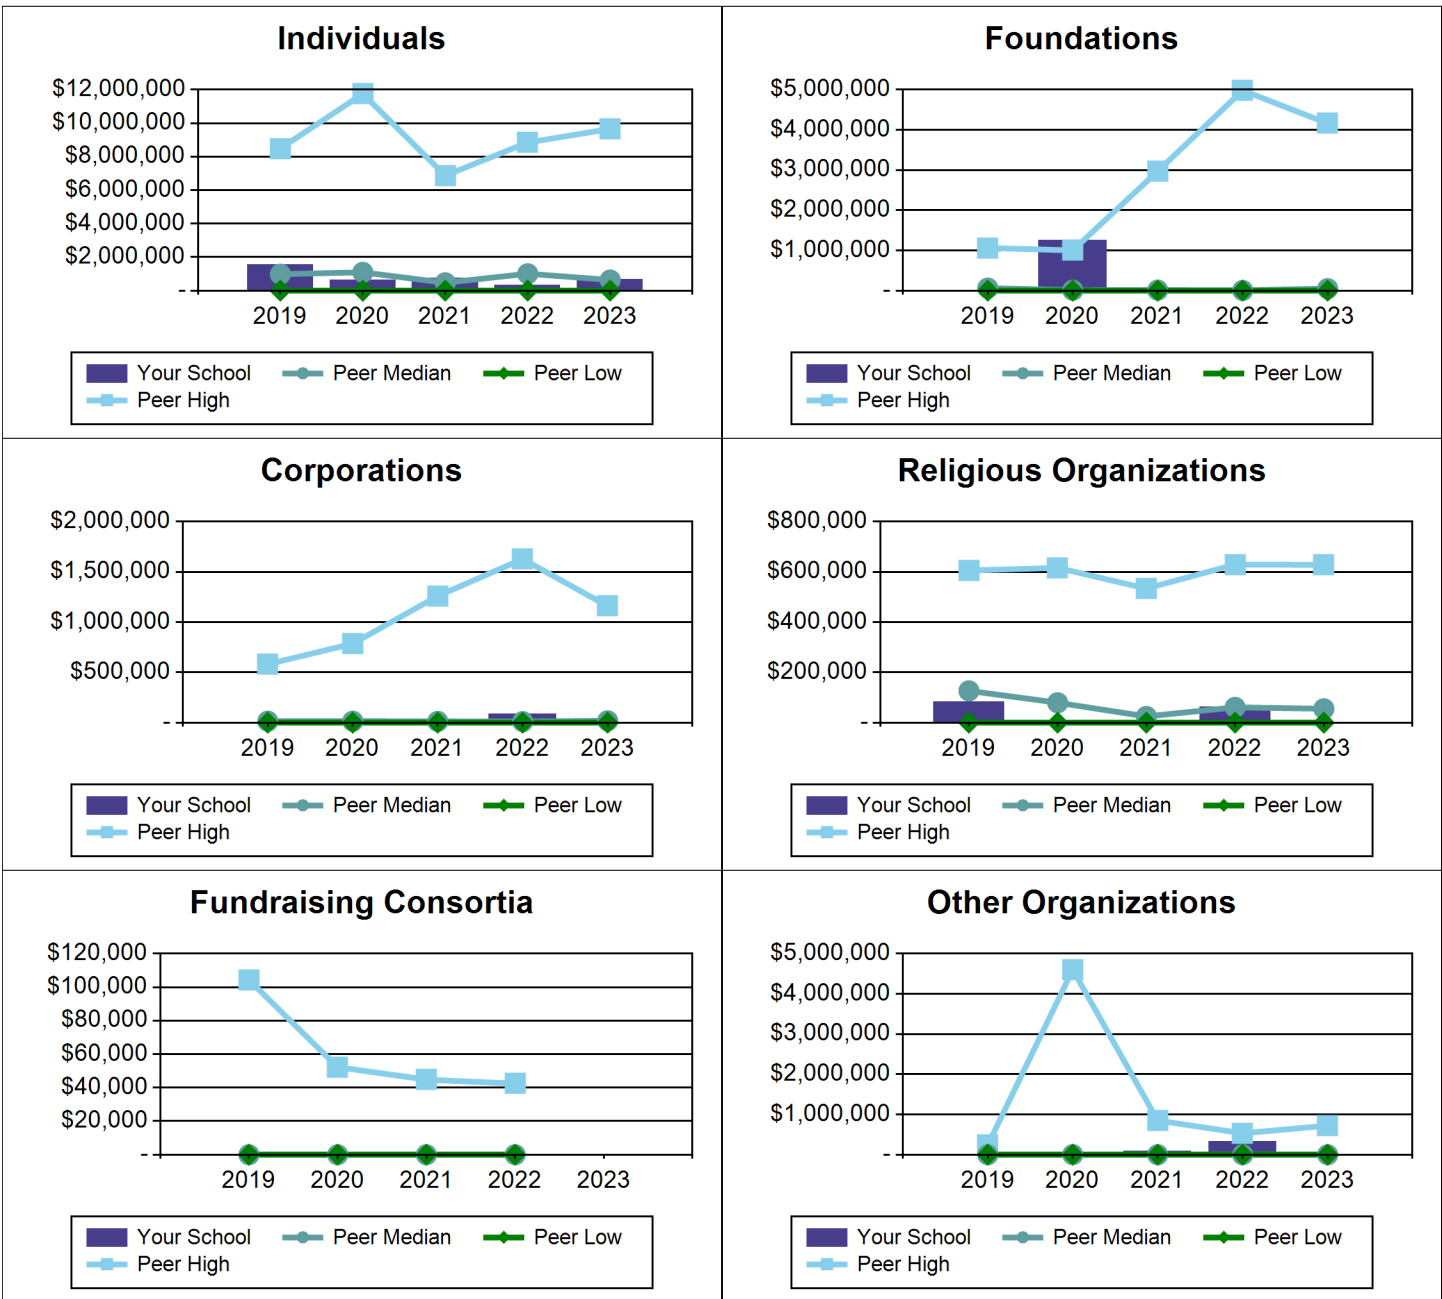 Individuals
$12,000,000
$10,000,000
$8,000,000
$6,000,000
$4,000,000
$2,000,000
-
2019 2020 2021 2022 2023
Your School Peer Median Peer Low
Peer High
Foundations
$5,000,000
$4,000,000
$3,000,000
$2,000,000
$1,000,000
-
2019 2020 2021 2022 2023
Your School Peer Median Peer Low
Peer High
Corporations
$2,000,000
$1,500,000
$1,000,000
$500,000
-
2019 2020 2021 2022 2023
Your School Peer Median Peer Low
Peer High
Religious Organizations
$800,000
$600,000
$400,000
$200,000
-
2019 2020 2021 2022 2023
Your School Peer Median Peer Low
Peer High
Fundraising Consortia
$120,000
$100,000
$80,000
$60,000
$40,000
$20,000
-
2019 2020 2021 2022 2023
Your School Peer Median Peer Low
Peer High
Other Organizations
$5,000,000
$4,000,000
$3,000,000
$2,000,000
$1,000,000
-
2019 2020 2021 2022 2023
Your School Peer Median Peer Low
Peer High